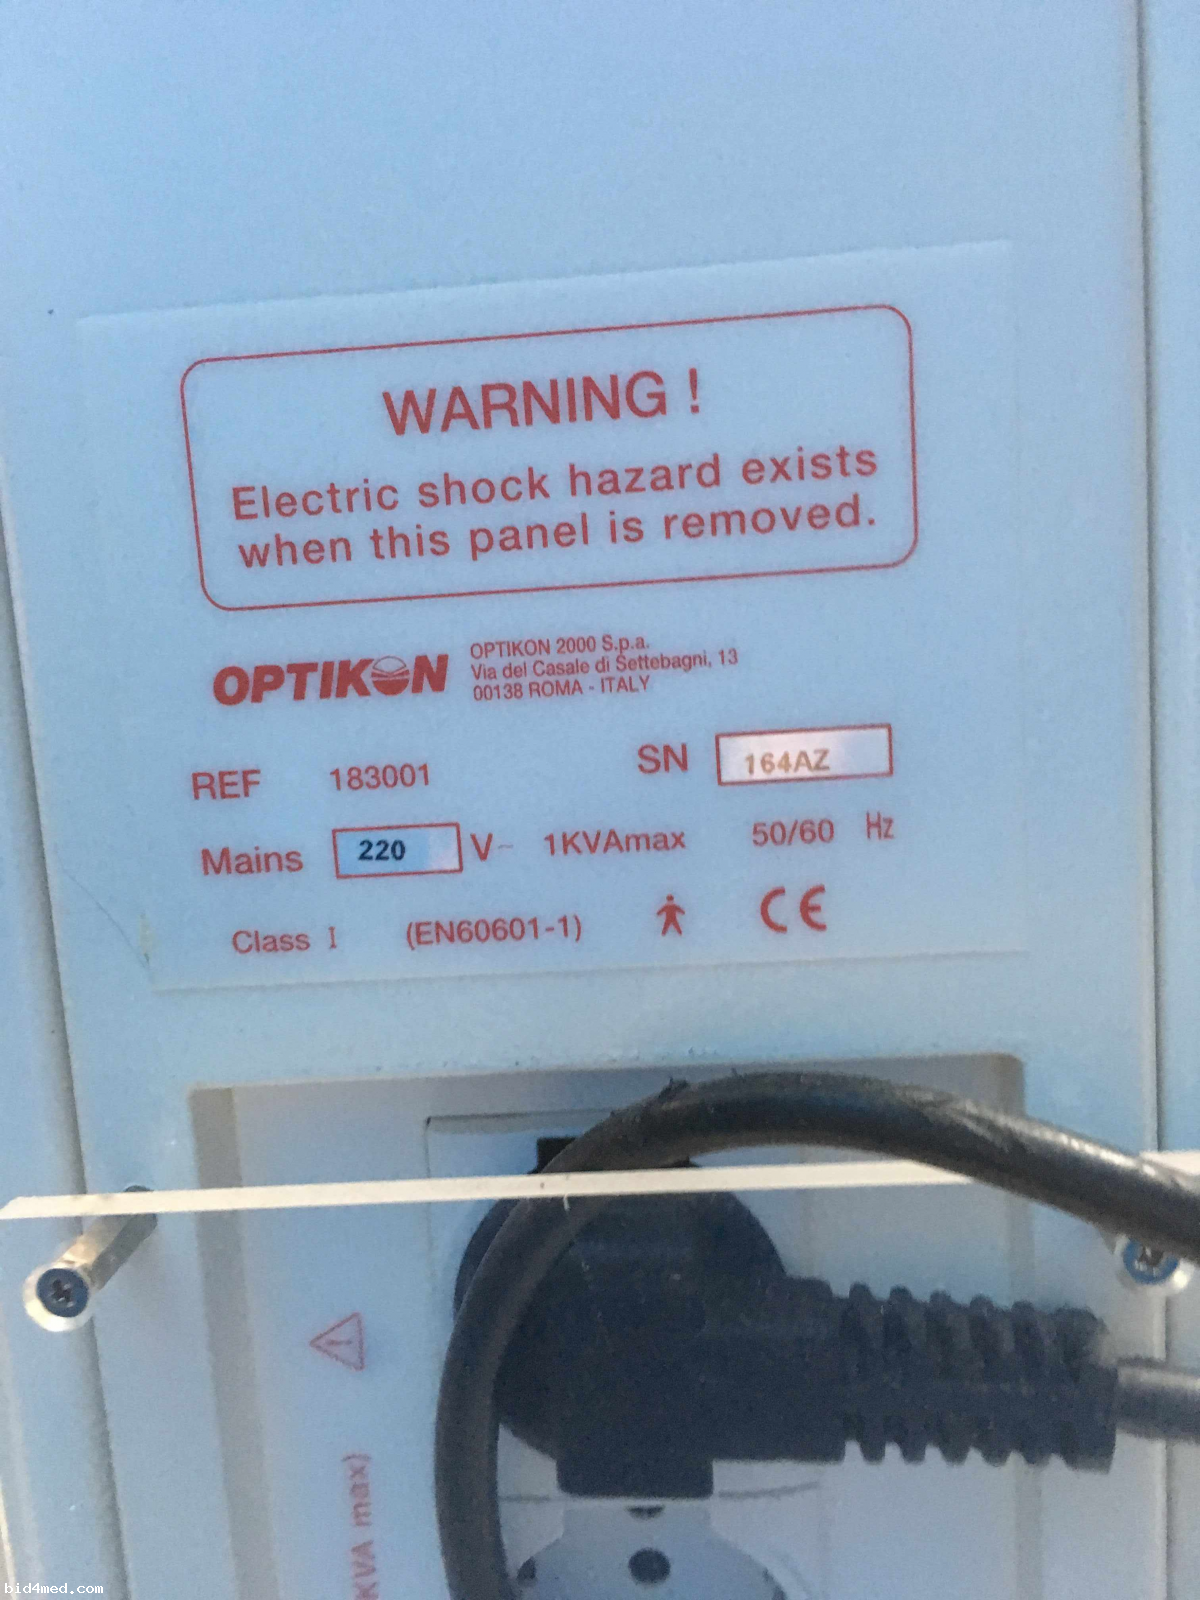 WARNING !
Electric shock hazard exists
when this panel is removed.
OPTIKON
OPTIKON 2000 S.p.a.
Via del Casale di Settebagni, 13
00138 ROMA - ITALY
REF 183001 SN 164AZ
Mains 220 V~ 1KVAmax 50/60 Hz
Class I (EN60601-1) CE
KVA max)
bid4med.com